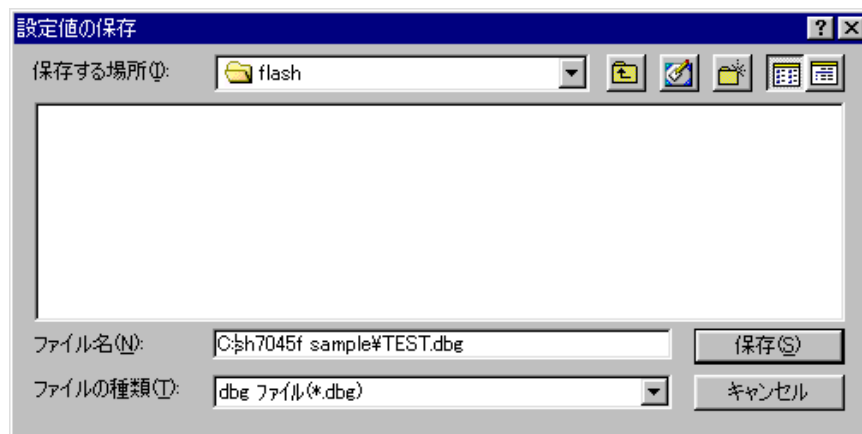 設定値の保存
保存する場所(I): flash
ファイル名(N): C:¥sh7045f sample¥TEST.dbg 保存(S)
ファイルの種類(T): dbg ファイル(*.dbg) キャンセル